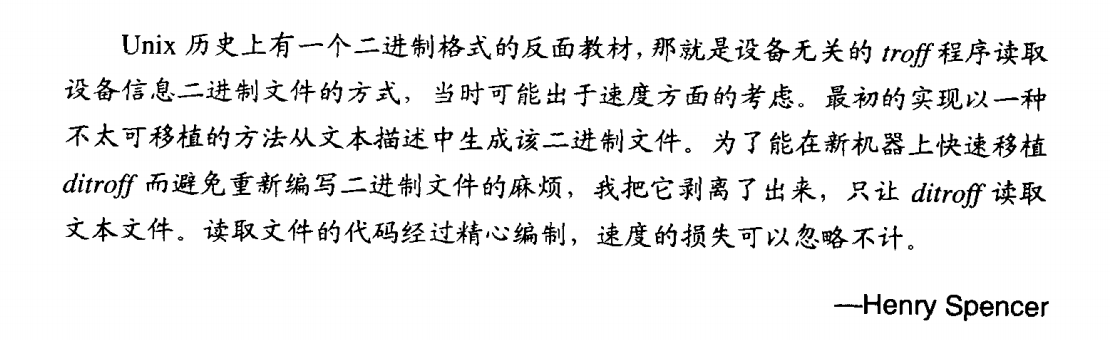 Unix 历史上有一个二进制格式的反面教材，那就是设备无关的 troff 程序读取
设备信息二进制文件的方式，当时可能出于速度方面的考虑。最初的实现以一种
不太可移植的方法从文本描述中生成该二进制文件。为了能在新机器上快速移植
ditroff 而避免重新编写二进制文件的麻烦，我把它剥离了出来，只让 ditroff 读取
文本文件。读取文件的代码经过精心编制，速度的损失可以忽略不计。
—Henry Spencer